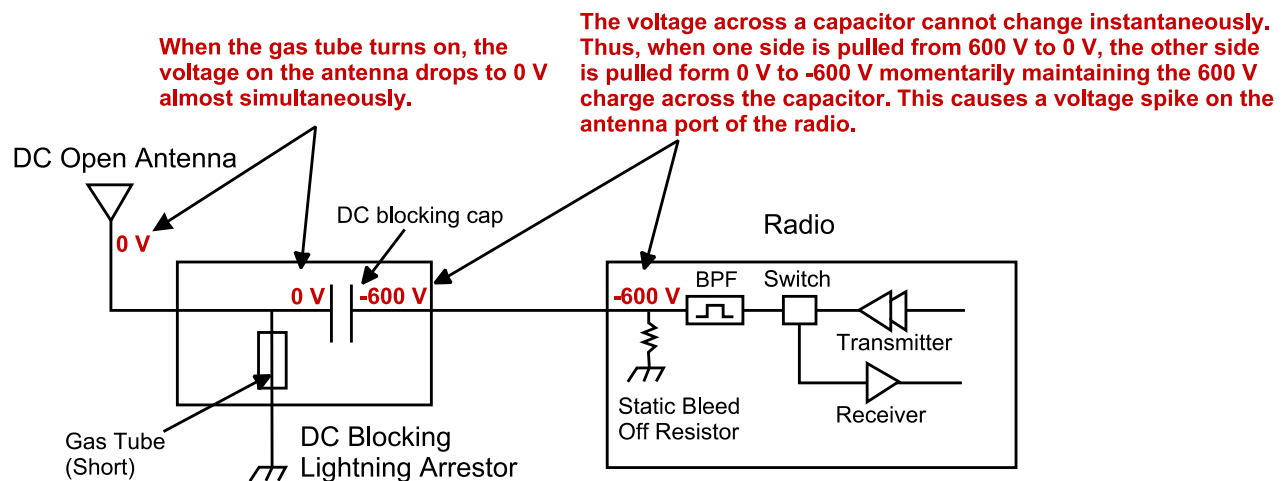 When the gas tube turns on, the
voltage on the antenna drops to 0 V
almost simultaneously.
The voltage across a capacitor cannot change instantaneously.
Thus, when one side is pulled from 600 V to 0 V, the other side
is pulled form 0 V to -600 V momentarily maintaining the 600 V
charge across the capacitor. This causes a voltage spike on the
antenna port of the radio.
DC Open Antenna
DC blocking cap
Radio
0 V
0 V
-600 V
-600 V
BPF
Switch
Transmitter
Receiver
Static Bleed
Off Resistor
Gas Tube
(Short)
DC Blocking
Lightning Arrestor